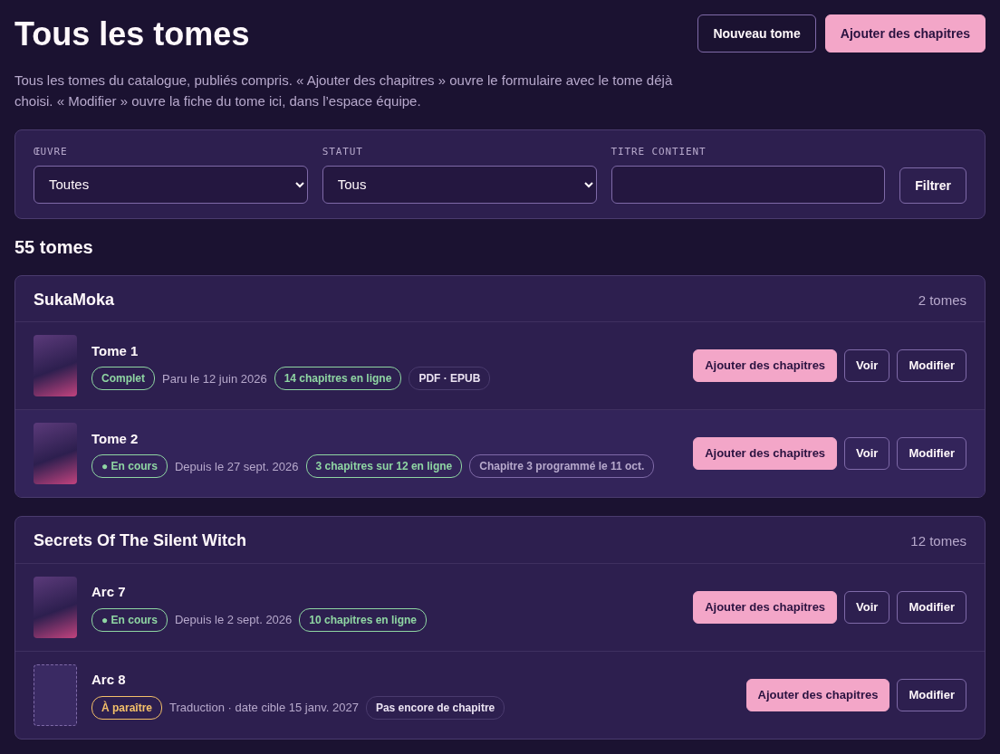 Tous les tomes
Nouveau tome
Ajouter des chapitres
Tous les tomes du catalogue, publiés compris. « Ajouter des chapitres » ouvre le formulaire avec le tome déjà
choisi. « Modifier » ouvre la fiche du tome ici, dans l’espace équipe.
ŒUVRE
STATUT
TITRE CONTIENT
Toutes
Tous
Filtrer
55 tomes
SukaMoka
2 tomes
Tome 1
Complet
Paru le 12 juin 2026
14 chapitres en ligne
PDF · EPUB
Ajouter des chapitres
Voir
Modifier
Tome 2
● En cours
Depuis le 27 sept. 2026
3 chapitres sur 12 en ligne
Chapitre 3 programmé le 11 oct.
Ajouter des chapitres
Voir
Modifier
Secrets Of The Silent Witch
12 tomes
Arc 7
● En cours
Depuis le 2 sept. 2026
10 chapitres en ligne
Ajouter des chapitres
Voir
Modifier
Arc 8
À paraître
Traduction · date cible 15 janv. 2027
Pas encore de chapitre
Ajouter des chapitres
Modifier